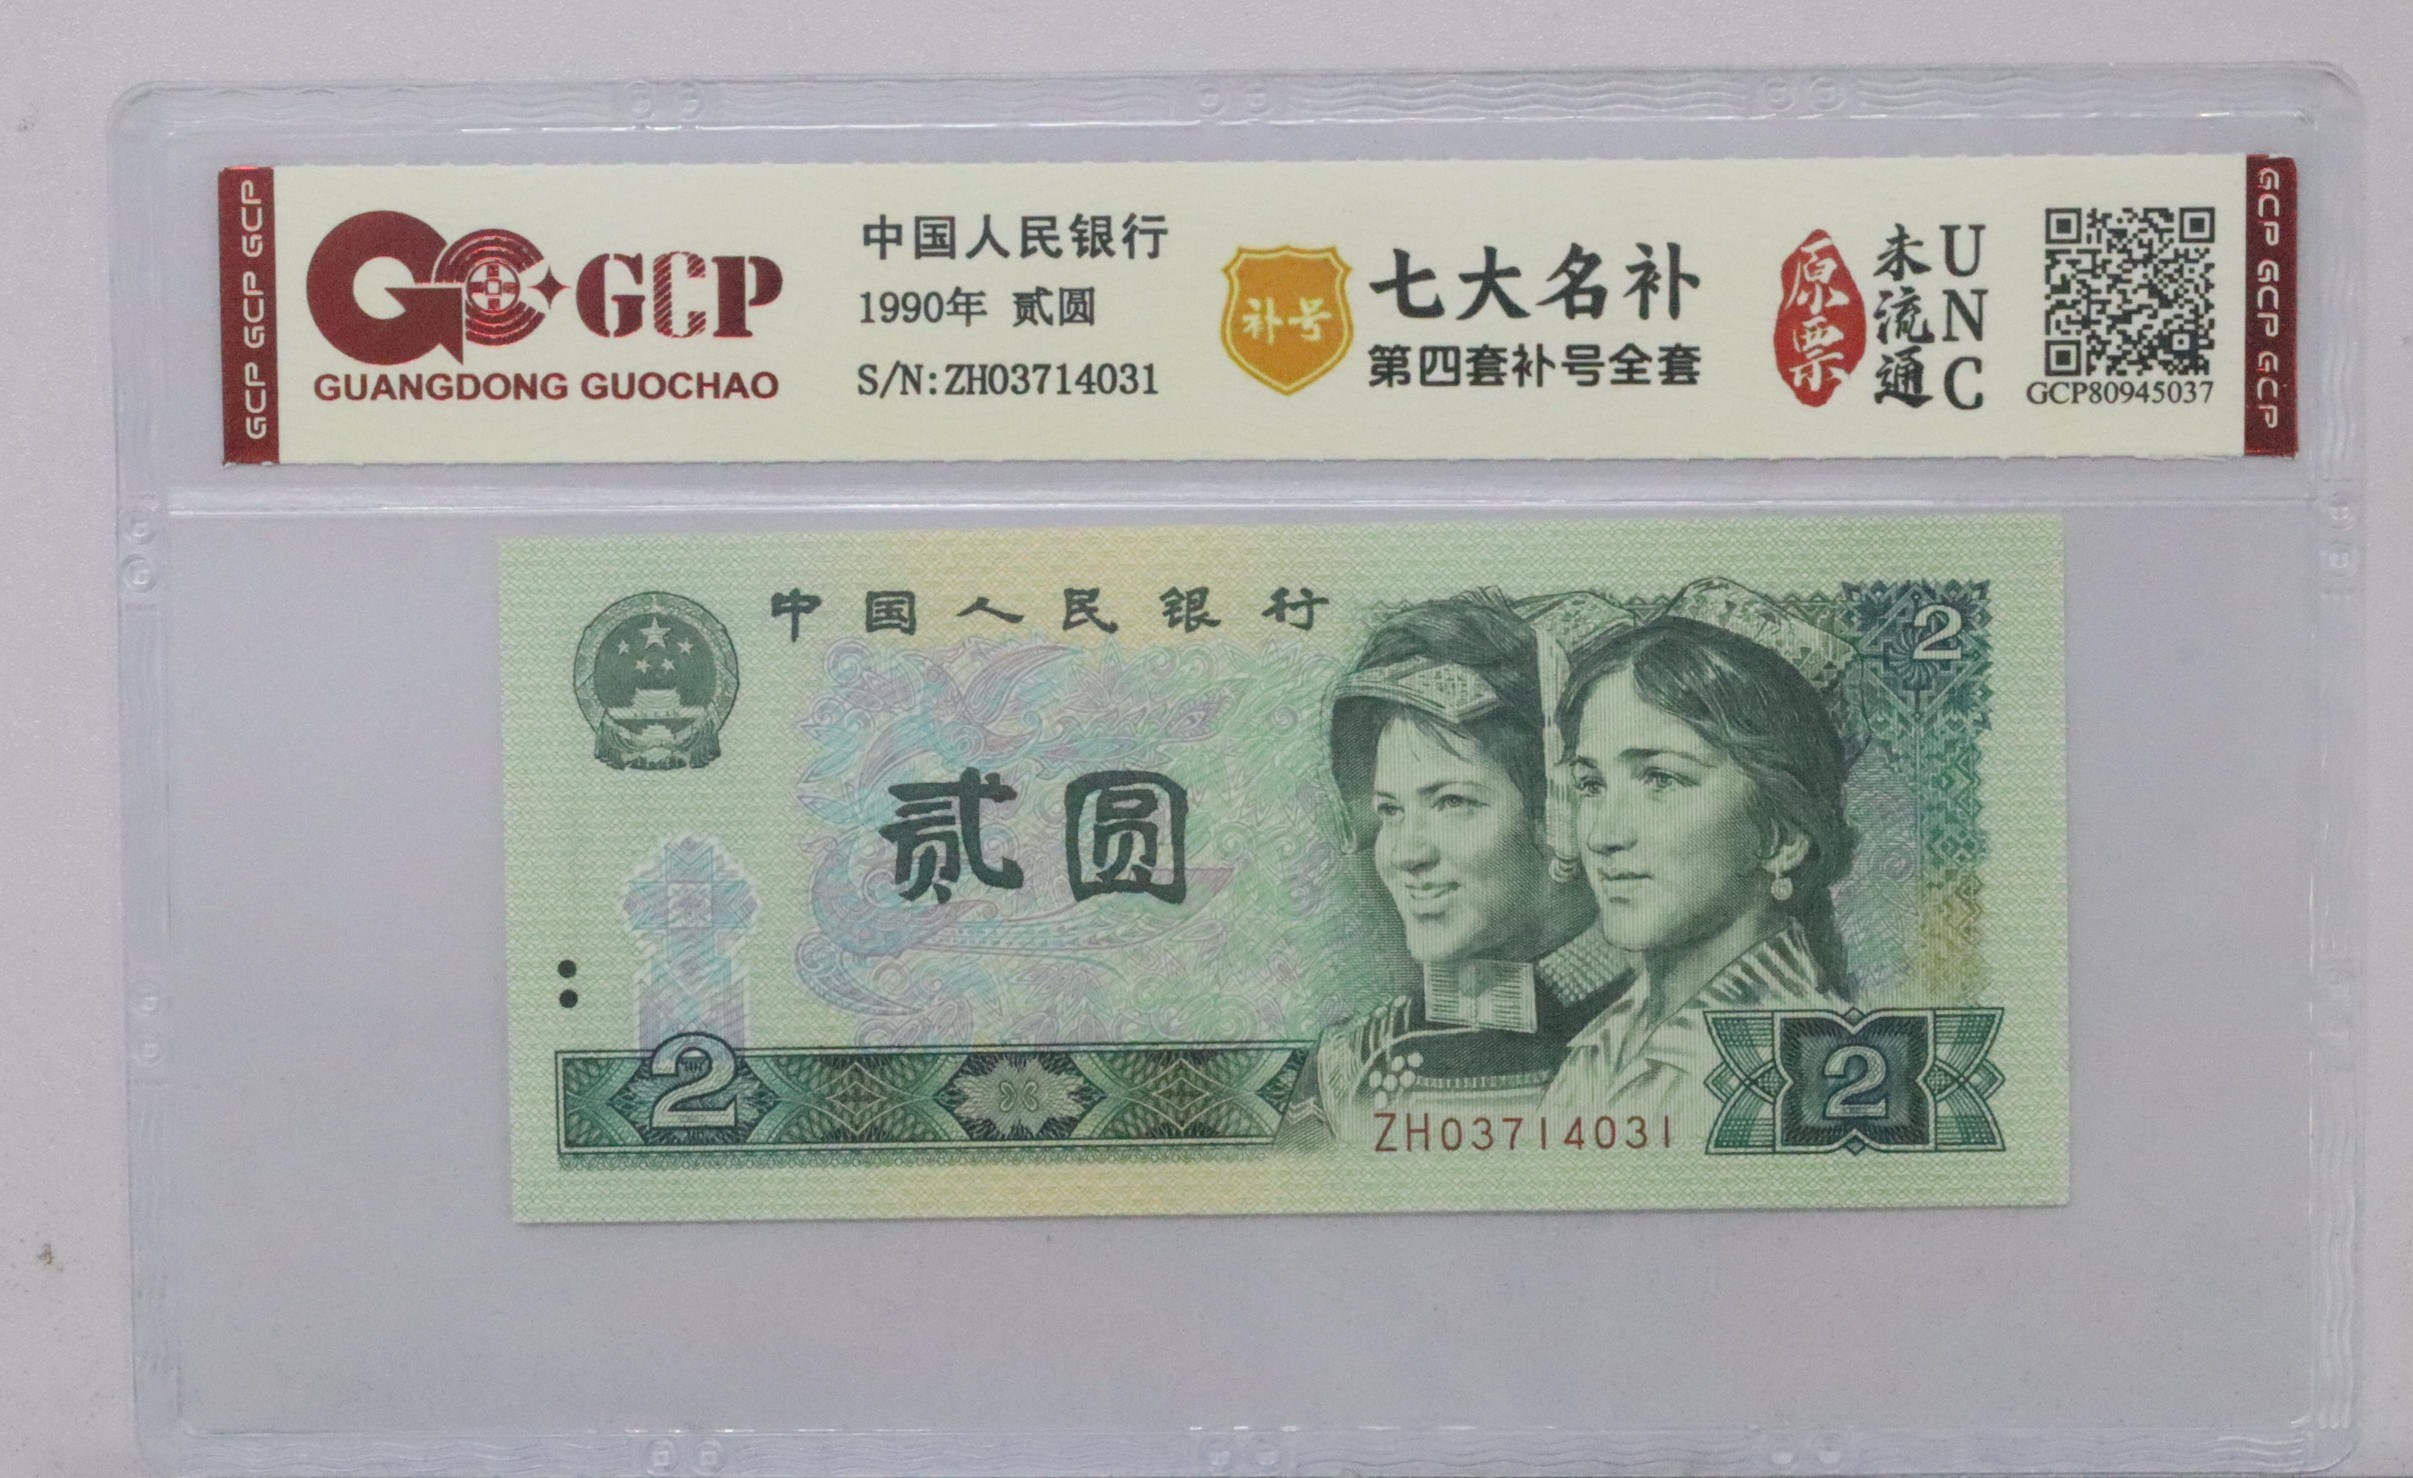 GCP GCP GCP
GCP
GUANGDONG GUOCHAO
中国人民银行
1990年 贰圆
S/N:ZH03714031
补号
七大名补
第四套补号全套
原票
未流通
UNC
GCP80945037
GCP GCP GCP
中国人民银行
2
贰圆
2
ZH03714031
2